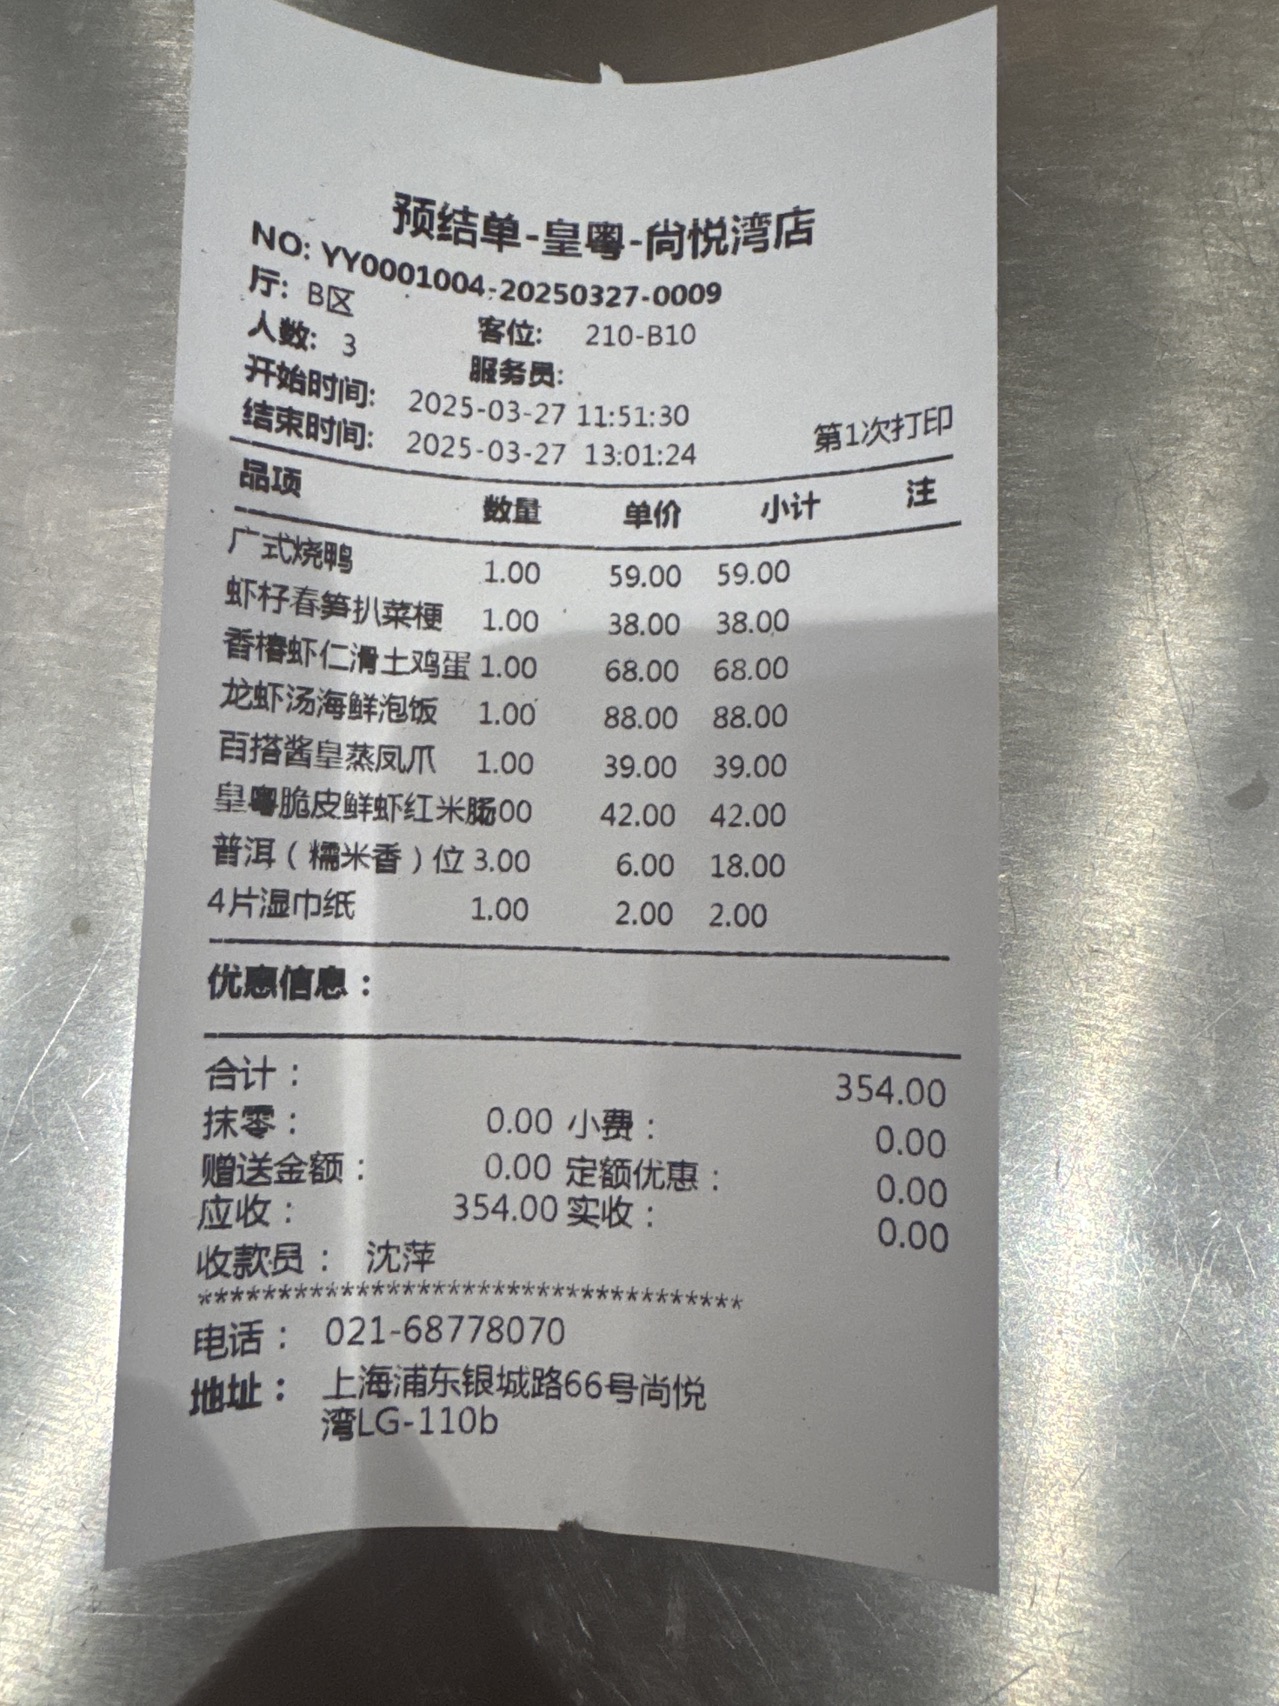 预结单-皇粤-尚悦湾店
NO: YY0001004-20250327-0009
厅: B区 客位: 210-B10
人数: 3 服务员:
开始时间: 2025-03-27 11:51:30
结束时间: 2025-03-27 13:01:24 第1次打印
品项 数量 单价 小计 注
广式烧鸭 1.00 59.00 59.00
虾籽春笋扒菜梗 1.00 38.00 38.00
香椿虾仁滑土鸡蛋 1.00 68.00 68.00
龙虾汤海鲜泡饭 1.00 88.00 88.00
百搭酱皇蒸凤爪 1.00 39.00 39.00
皇粤脆皮鲜虾红米肠00 42.00 42.00
普洱（糯米香）位 3.00 6.00 18.00
4片湿巾纸 1.00 2.00 2.00
优惠信息：
合计： 354.00
抹零： 0.00 小费： 0.00
赠送金额： 0.00 定额优惠： 0.00
应收： 354.00 实收： 0.00
收款员： 沈萍
***********************************
电话： 021-68778070
地址： 上海浦东银城路66号尚悦
湾LG-110b